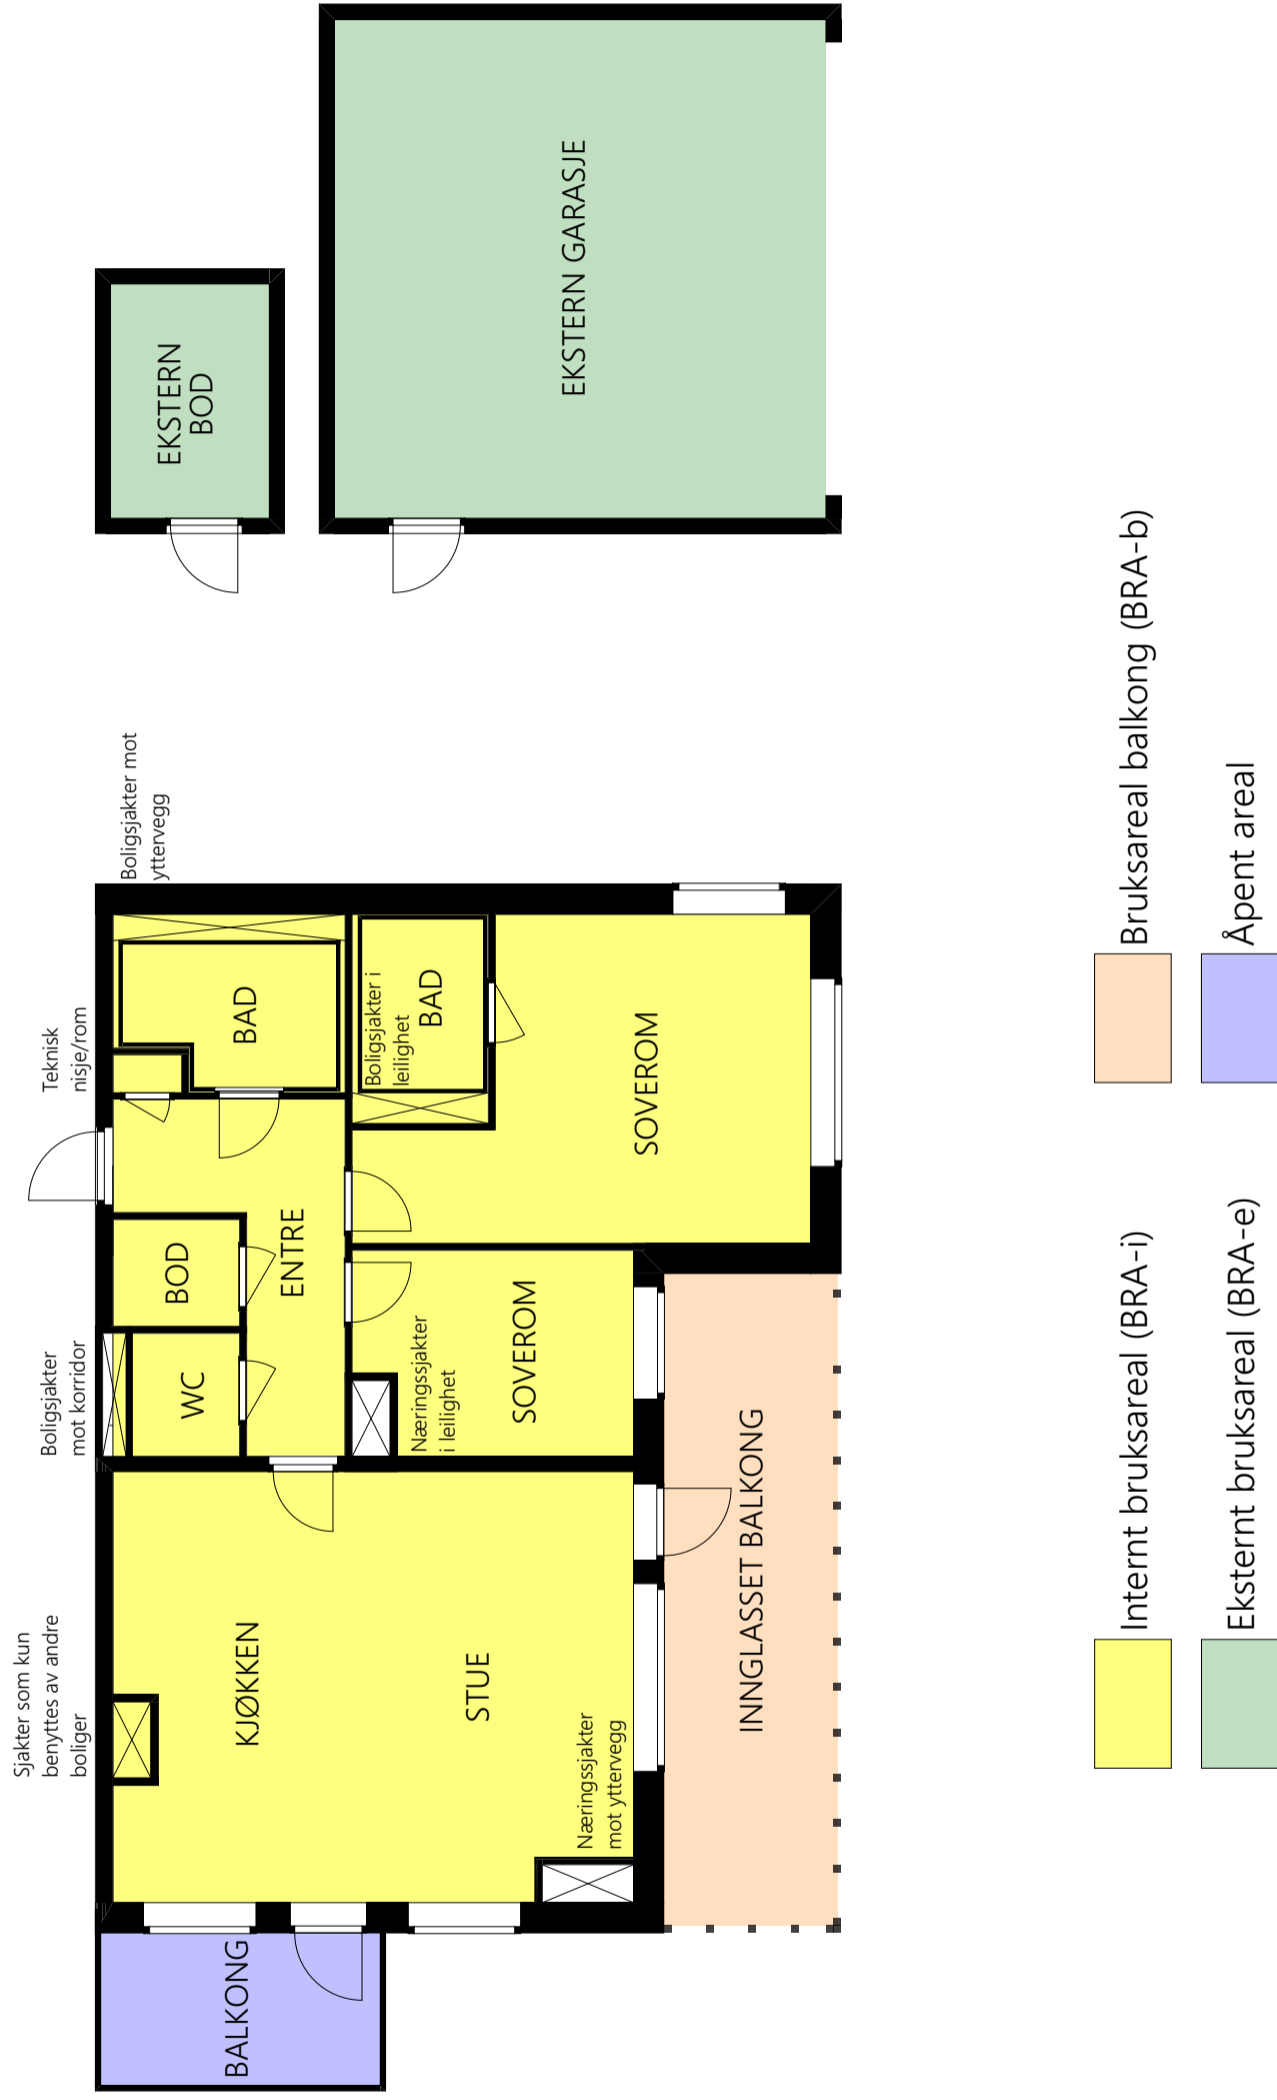 Sjakter som kun
benyttes av andre
boliger
Boligsjakter
mot korridor
Teknisk
nisje/rom
Boligsjakter mot
yttervegg
BALKONG
KJØKKEN
STUE
Næringssjakter
mot yttervegg
WC
BOD
ENTRE
BAD
Boligsjakter i
leilighet
BAD
Næringssjakter
i leilighet
SOVEROM
SOVEROM
INNGLASSET BALKONG
EKSTERN
BOD
EKSTERN GARASJE
Internt bruksareal (BRA-i)
Bruksareal balkong (BRA-b)
Eksternt bruksareal (BRA-e)
Åpent areal